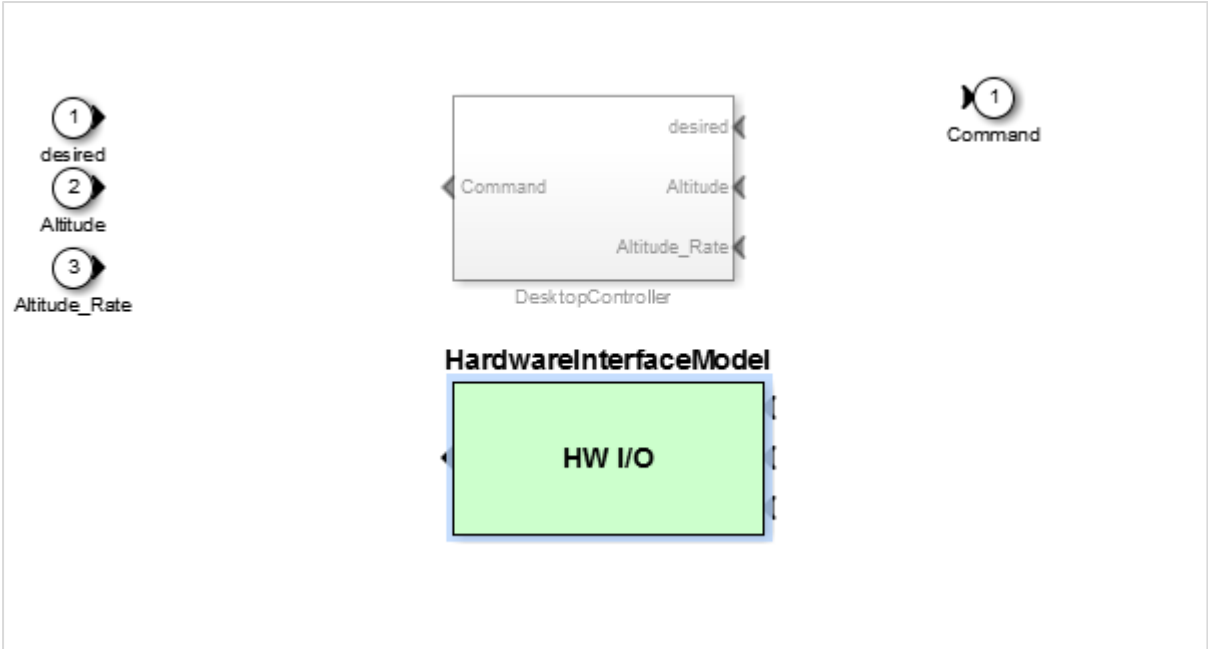 1
desired
2
Altitude
3
Altitude_Rate
desired
Command
Altitude
Altitude_Rate
DesktopController
1
Command
HardwareInterfaceModel
HW I/O